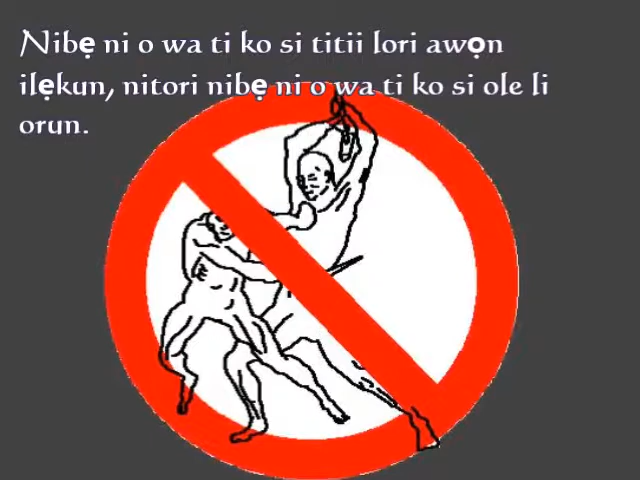 Nibẹ ni o wa ti ko si titii lori awọn
ilẹkun, nitori nibẹ ni o wa ti ko si ole li
orun.